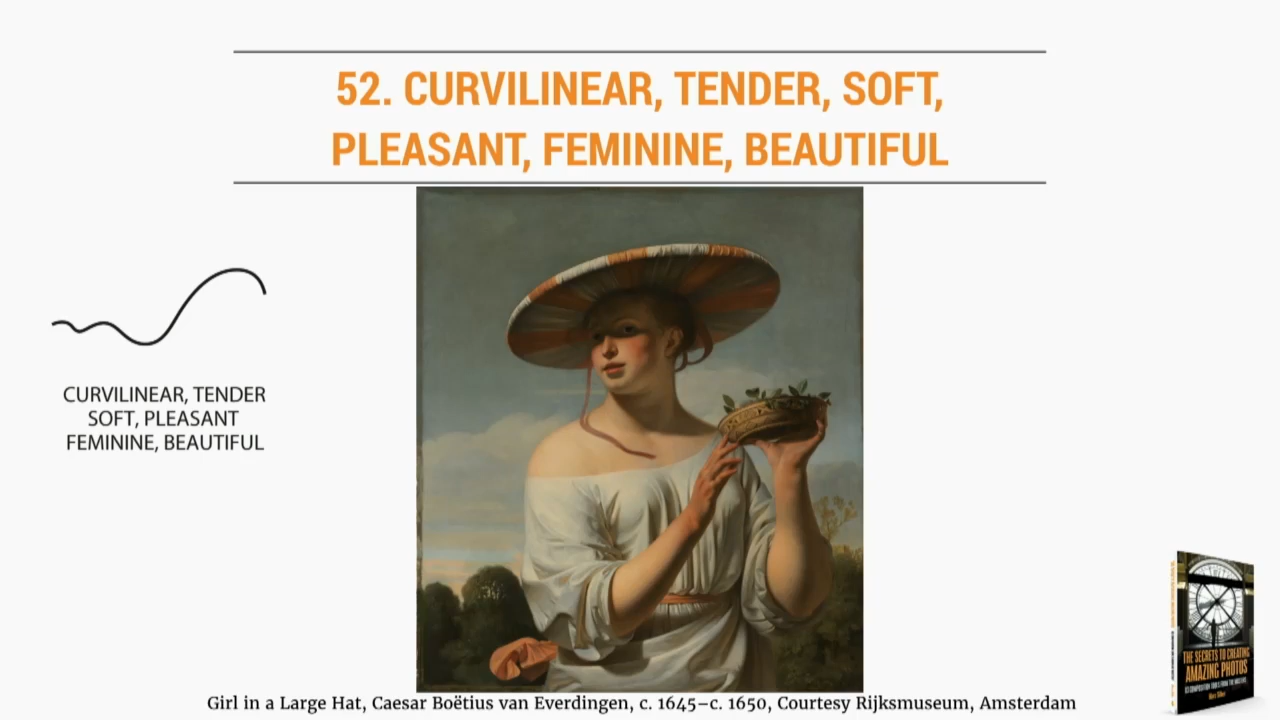 52. CURVILINEAR, TENDER, SOFT,
PLEASANT, FEMININE, BEAUTIFUL
CURVILINEAR, TENDER
SOFT, PLEASANT
FEMININE, BEAUTIFUL
THE SECRETS TO CREATING
AMAZING PHOTOS
Girl in a Large Hat, Caesar Boëtius van Everdingen, c. 1645–c. 1650, Courtesy Rijksmuseum, Amsterdam